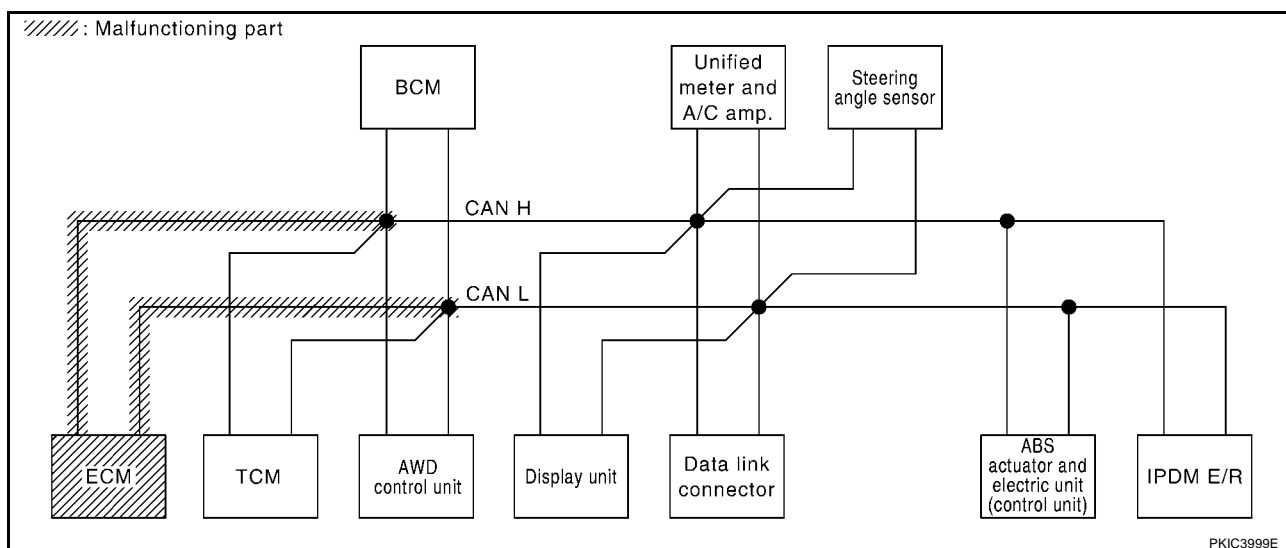 : Malfunctioning part
BCM
Unified
meter and
A/C amp.
Steering
angle sensor
CAN H
CAN L
ECM
TCM
AWD
control unit
Display unit
Data link
connector
ABS
actuator and
electric unit
(control unit)
IPDM E/R
PKIC3999E